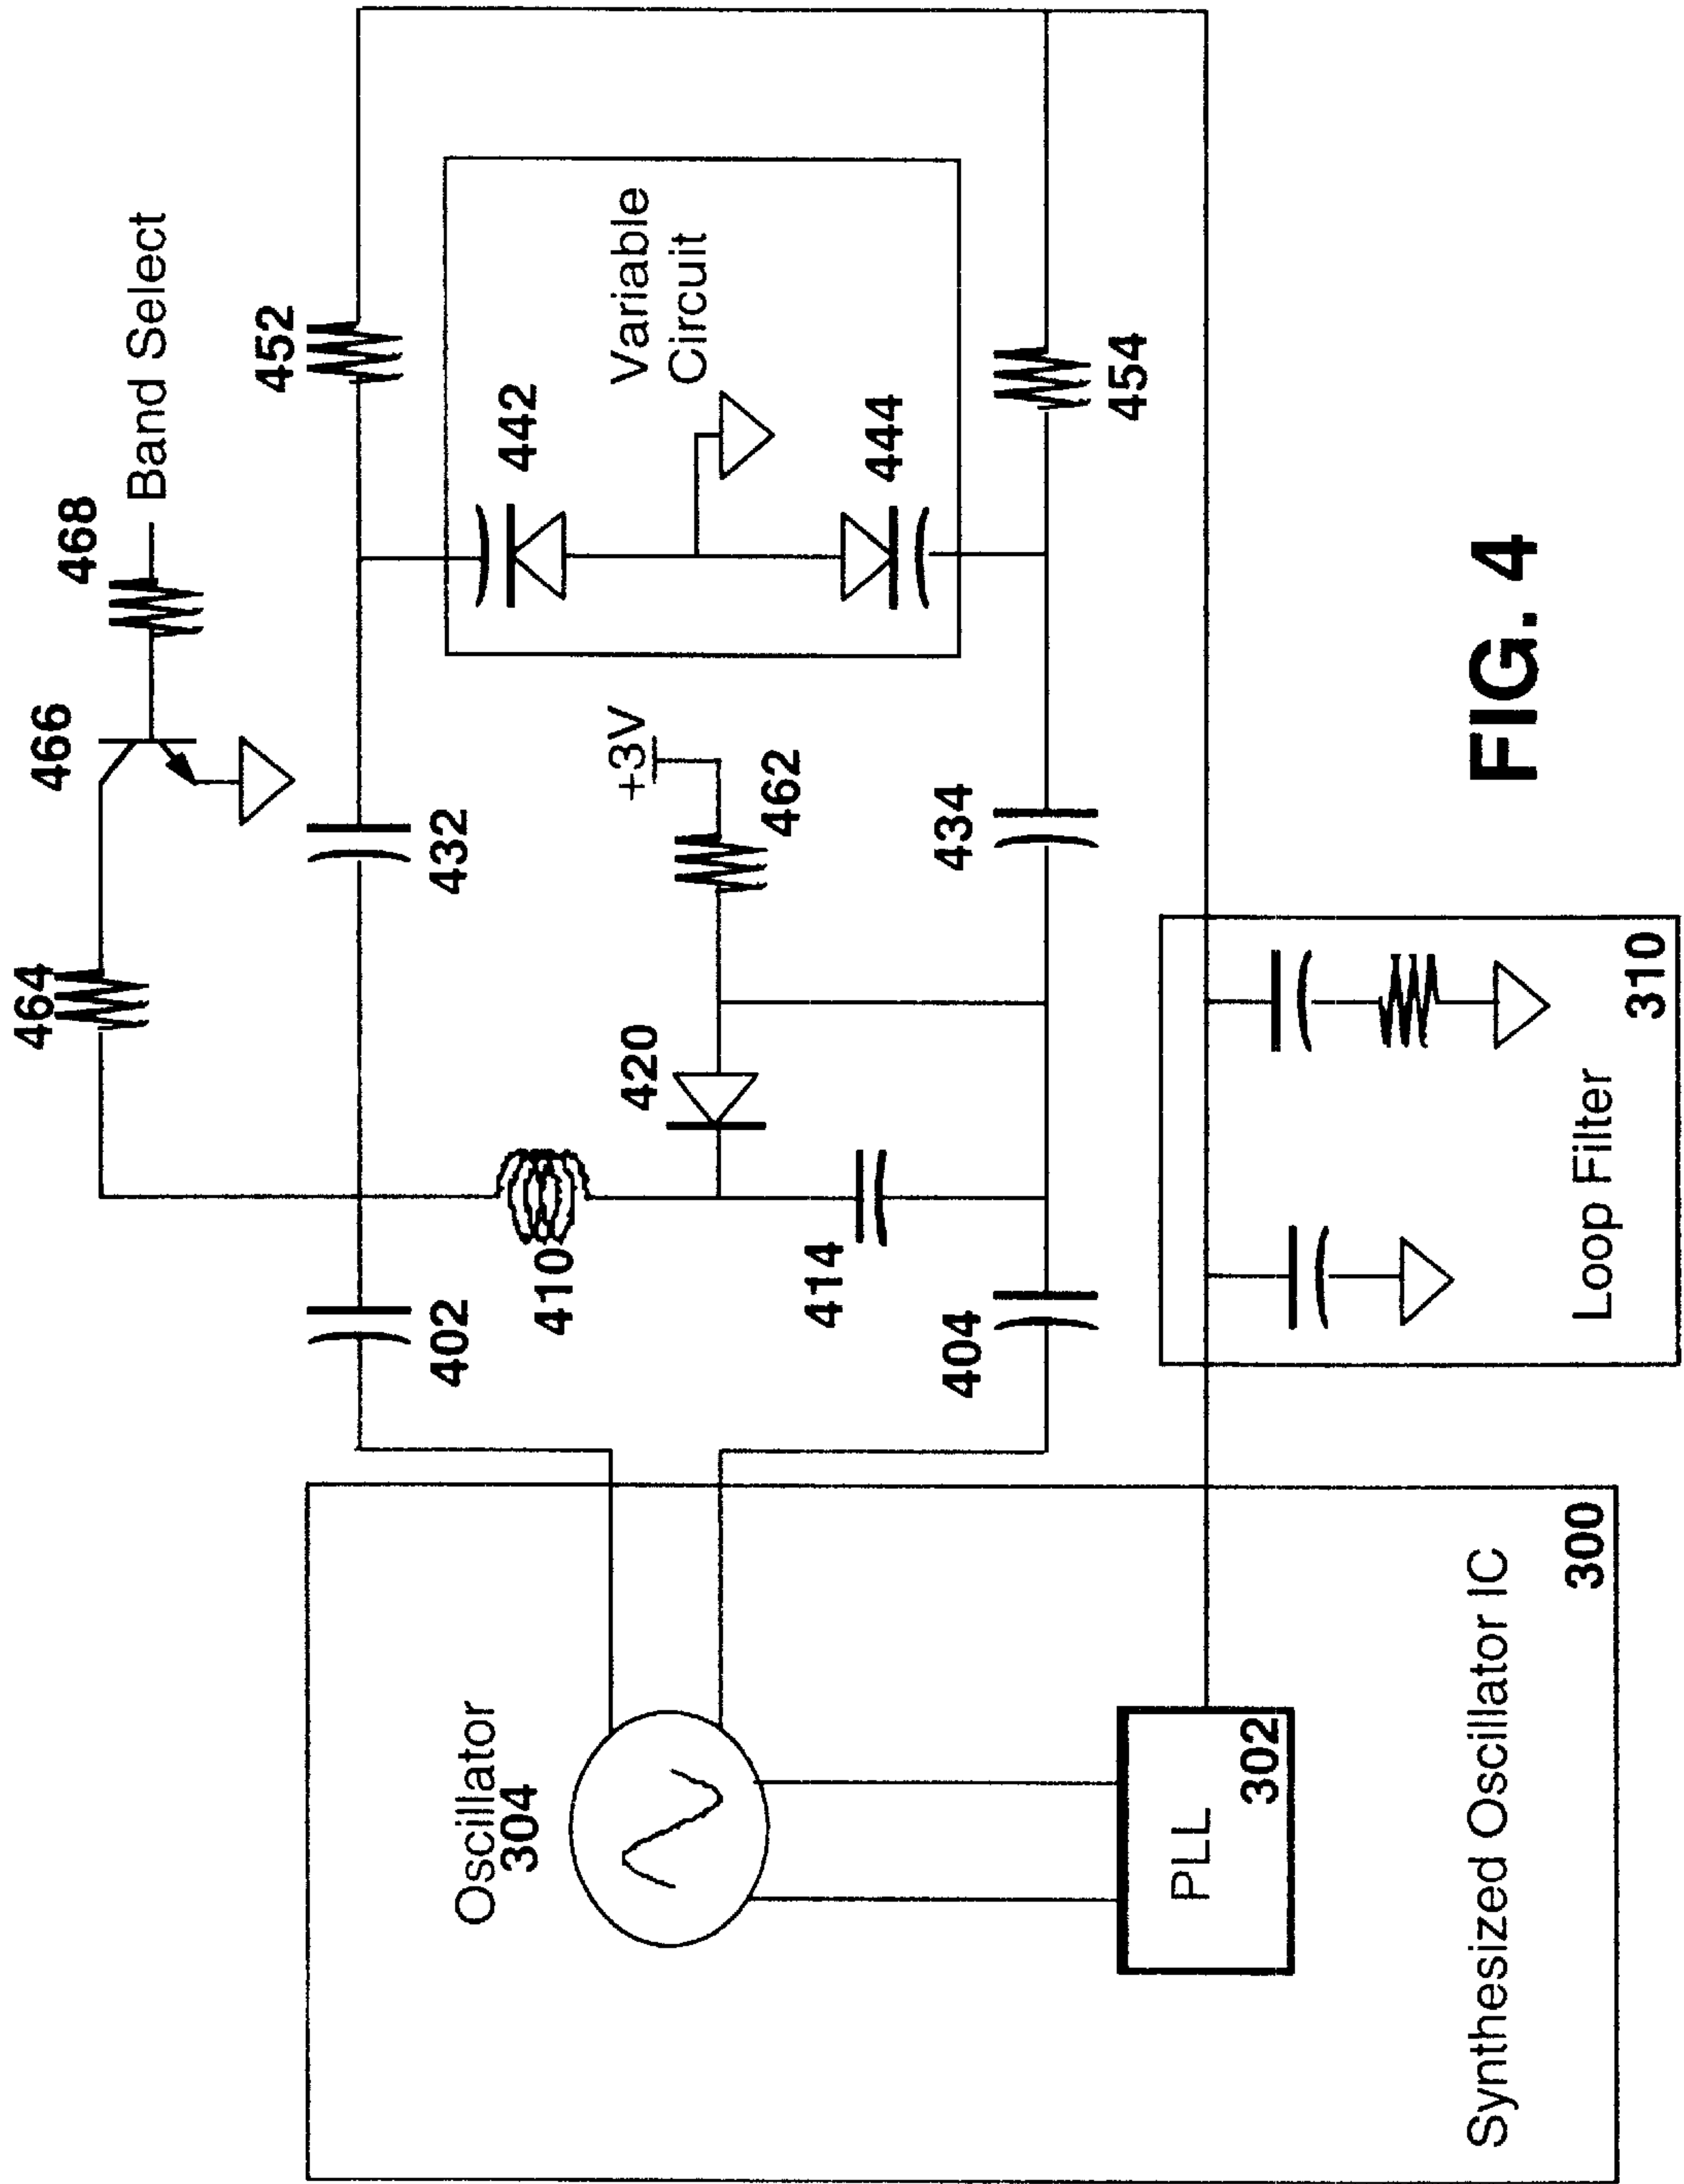 Band Select
468
466
464
452
432
402
Variable
Circuit
442
444
+3V
462
420
410
414
454
434
404
Oscillator
304
PLL
302
Synthesized Oscillator IC
300
Loop Filter
310
FIG. 4